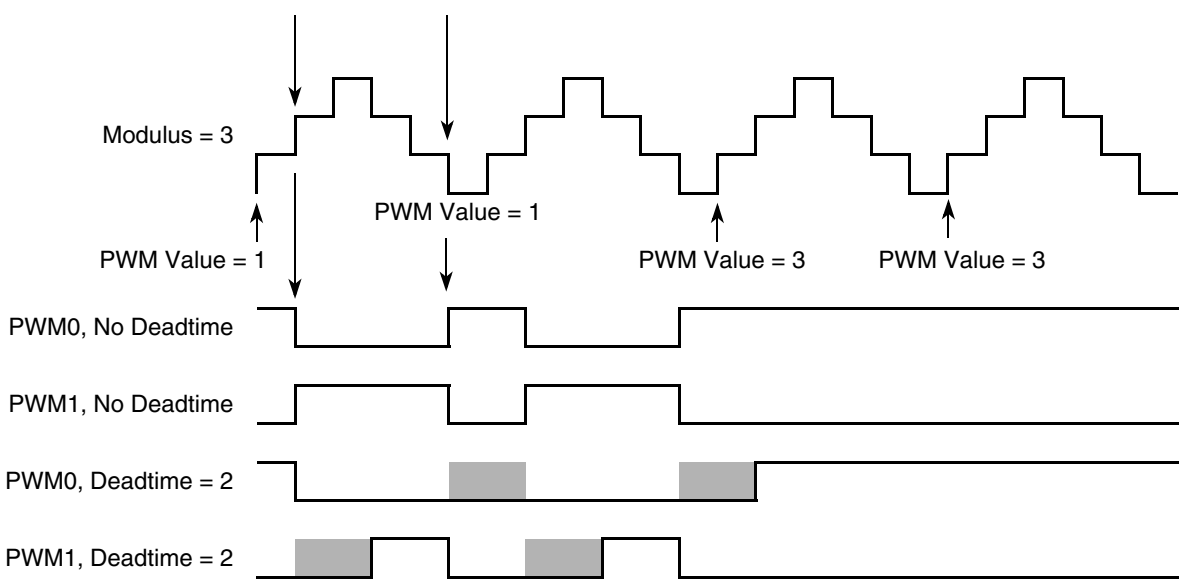 Modulus = 3
PWM Value = 1
PWM Value = 1
PWM Value = 3
PWM Value = 3
PWM0, No Deadtime
PWM1, No Deadtime
PWM0, Deadtime = 2
PWM1, Deadtime = 2